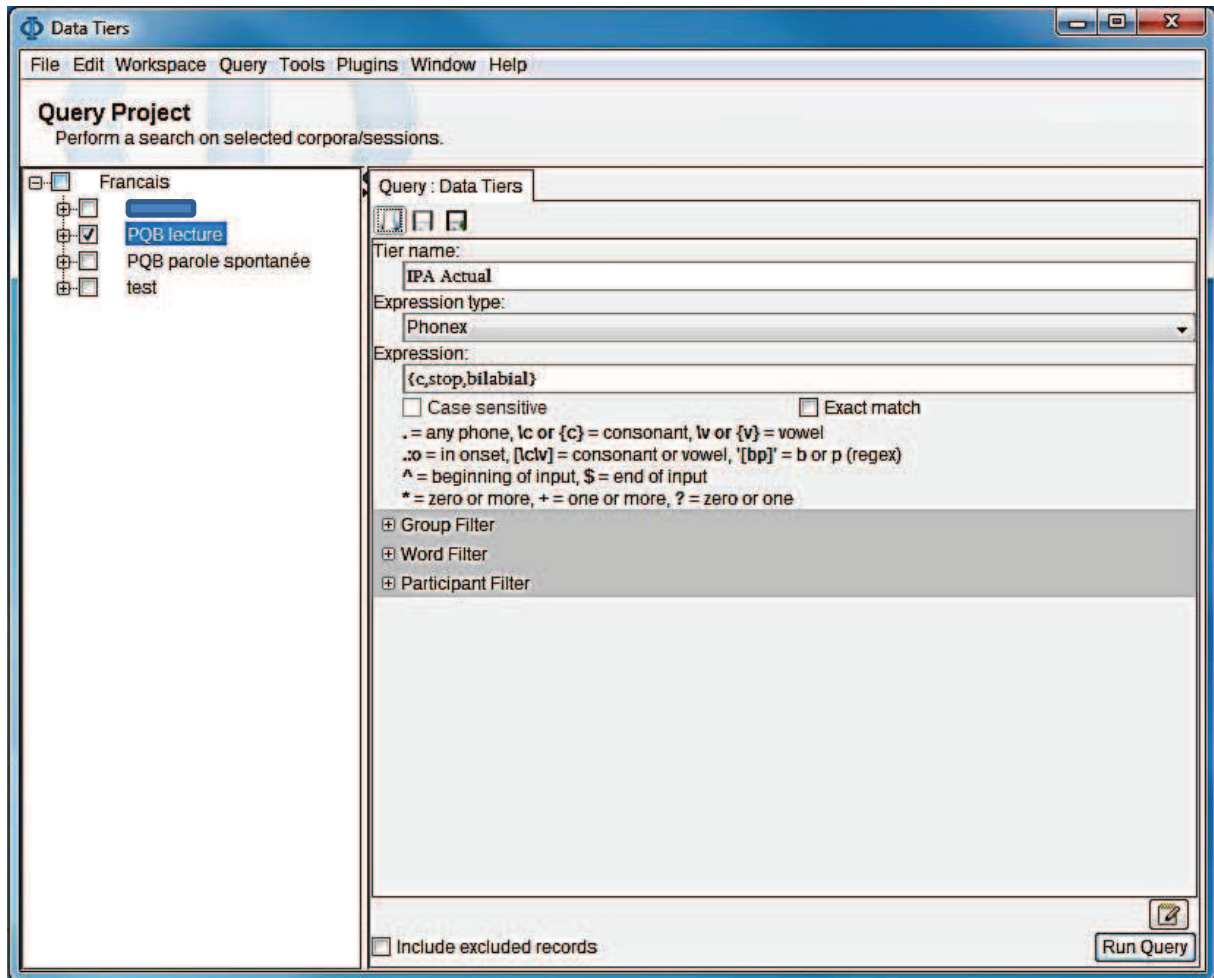 Data Tiers
File Edit Workspace Query Tools Plugins Window Help
Query Project
Perform a search on selected corpora/sessions.
Francais
PQB lecture
PQB parole spontanée
test
Query : Data Tiers
Tier name:
IPA Actual
Expression type:
Phonex
Expression:
{c,stop,bilabial}
Case sensitive Exact match
. = any phone, \c or {c} = consonant, \v or {v} = vowel
.:o = in onset, [\c\v] = consonant or vowel, '[bp]' = b or p (regex)
^ = beginning of input, $ = end of input
* = zero or more, + = one or more, ? = zero or one
Group Filter
Word Filter
Participant Filter
Include excluded records
Run Query